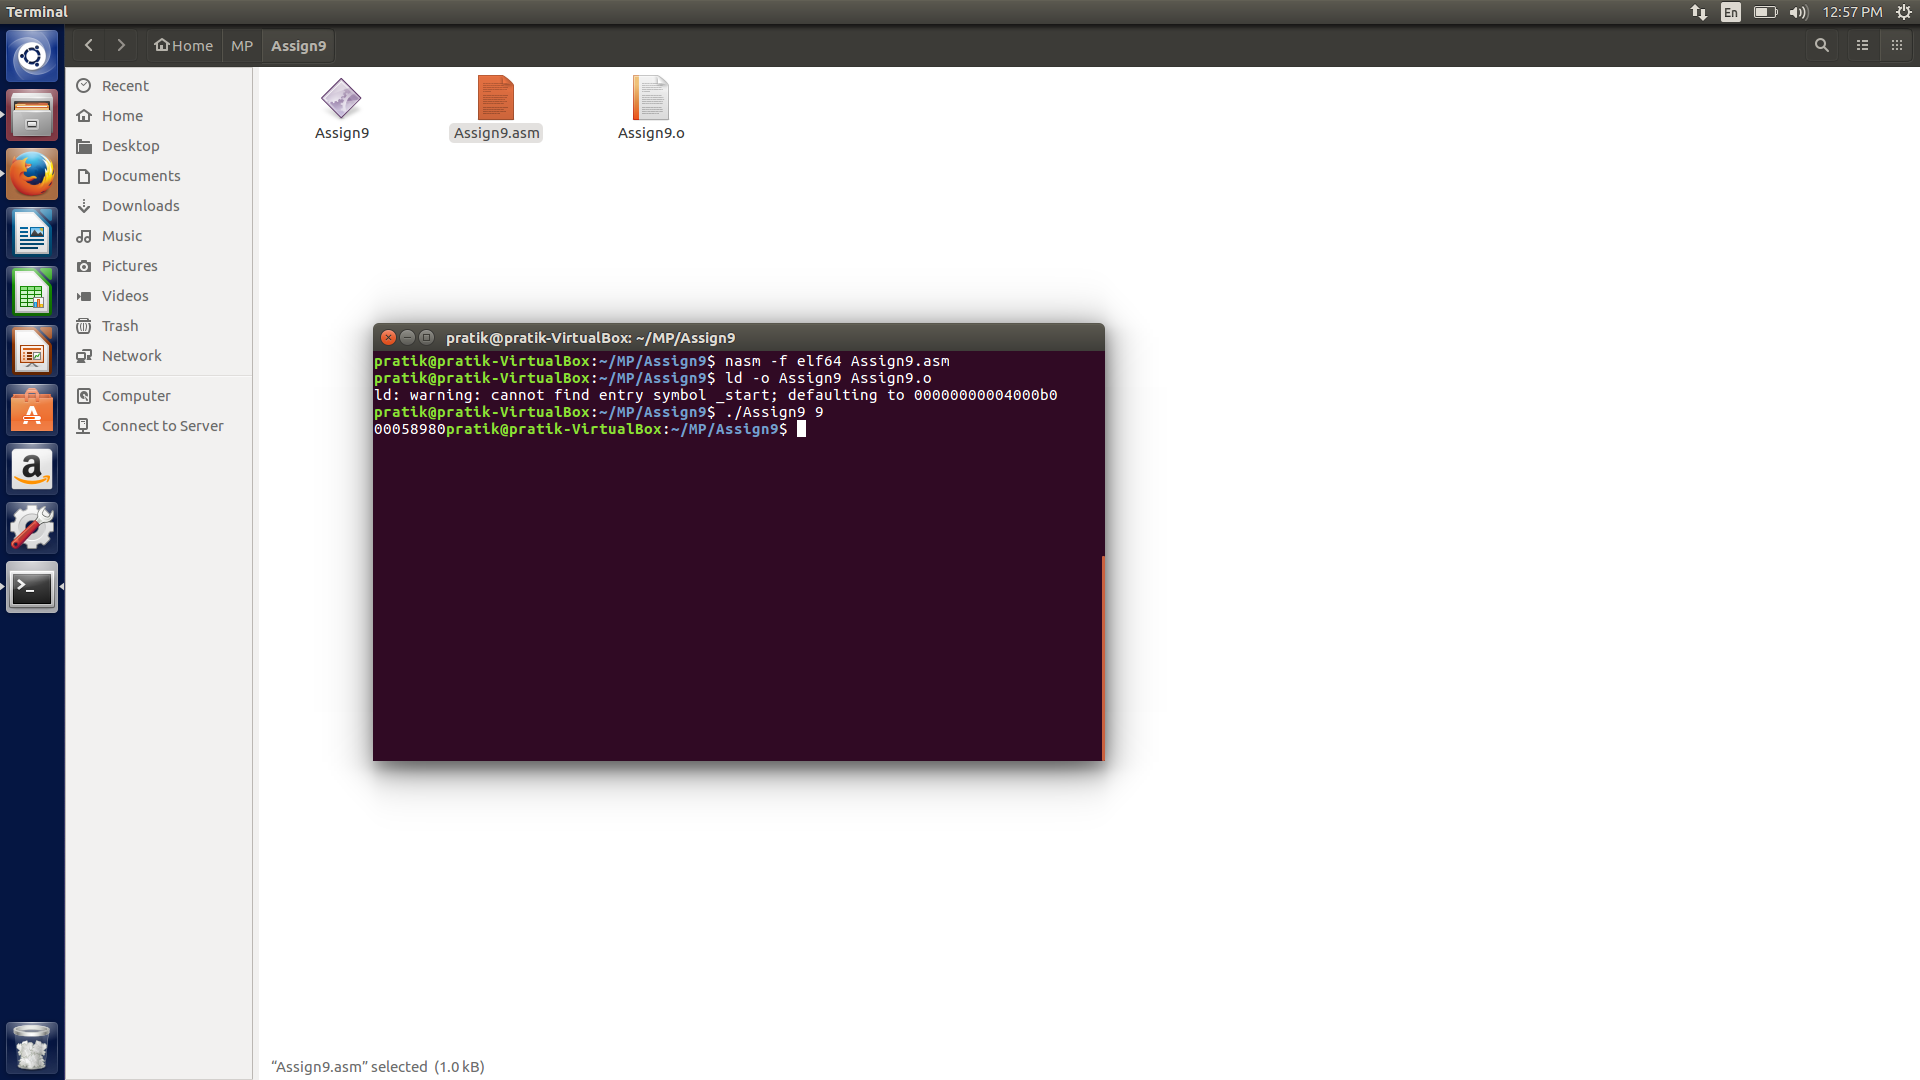 Terminal
En
12:57 PM
Home MP Assign9
Recent
Home
Desktop
Documents
Downloads
Music
Pictures
Videos
Trash
Network
Computer
Connect to Server
Assign9
Assign9.asm
Assign9.o
pratik@pratik-VirtualBox: ~/MP/Assign9
pratik@pratik-VirtualBox:~/MP/Assign9$ nasm -f elf64 Assign9.asm
pratik@pratik-VirtualBox:~/MP/Assign9$ ld -o Assign9 Assign9.o
ld: warning: cannot find entry symbol _start; defaulting to 00000000004000b0
pratik@pratik-VirtualBox:~/MP/Assign9$ ./Assign9 9
00058980pratik@pratik-VirtualBox:~/MP/Assign9$
“Assign9.asm” selected (1.0 kB)